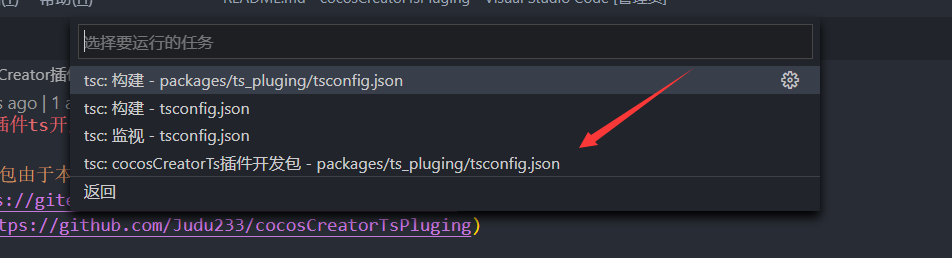 帮助(H) README.md - cocosCreatorTsPluging - Visual Studio Code [管理员]
选择要运行的任务
Creator插
tsc: 构建 - packages/ts_pluging/tsconfig.json
s ago | 1 a
tsc: 构建 - tsconfig.json
插件ts开
tsc: 监视 - tsconfig.json
tsc: cocosCreatorTs插件开发包 - packages/ts_pluging/tsconfig.json
包由于本
返回
s://gite
tps://github.com/Judu233/cocosCreatorTsPluging)